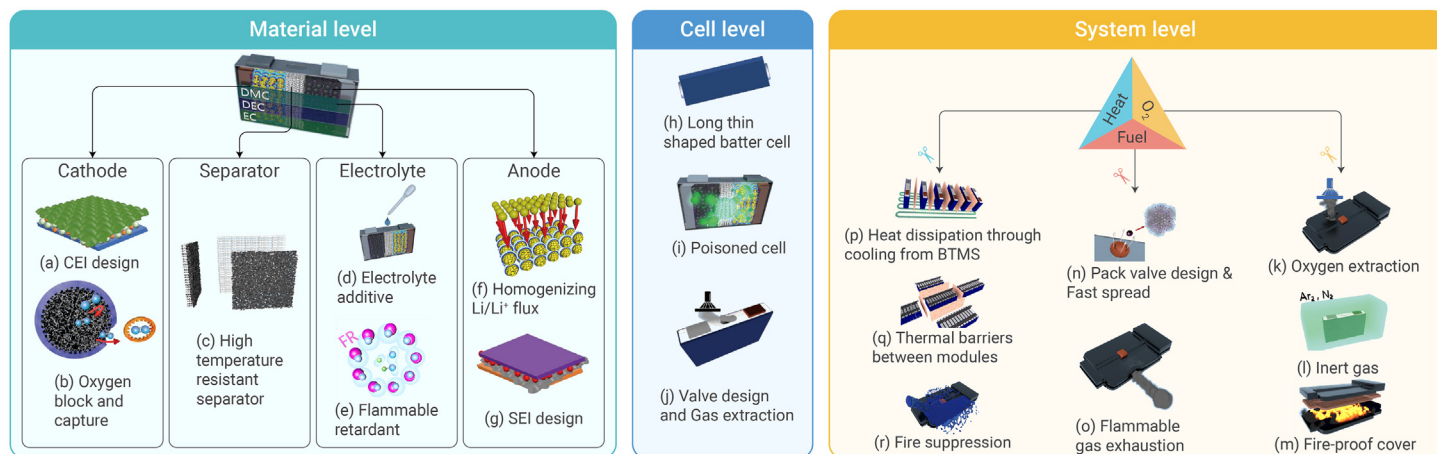 Material level
DMC
DEC
EC
Cathode
(a) CEI design
(b) Oxygen
block and
capture
Separator
(c) High
temperature
resistant
separator
Electrolyte
(d) Electrolyte
additive
FR
(e) Flammable
retardant
Anode
(f) Homogenizing
Li/Li⁺ flux
(g) SEI design
Cell level
(h) Long thin
shaped batter cell
(i) Poisoned cell
(j) Valve design
and Gas extraction
System level
Heat
O₂
Fuel
(p) Heat dissipation through
cooling from BTMS
(q) Thermal barriers
between modules
(r) Fire suppression
(n) Pack valve design &
Fast spread
(o) Flammable
gas exhaustion
(k) Oxygen extraction
Ar₂, N₂
(l) Inert gas
(m) Fire-proof cover